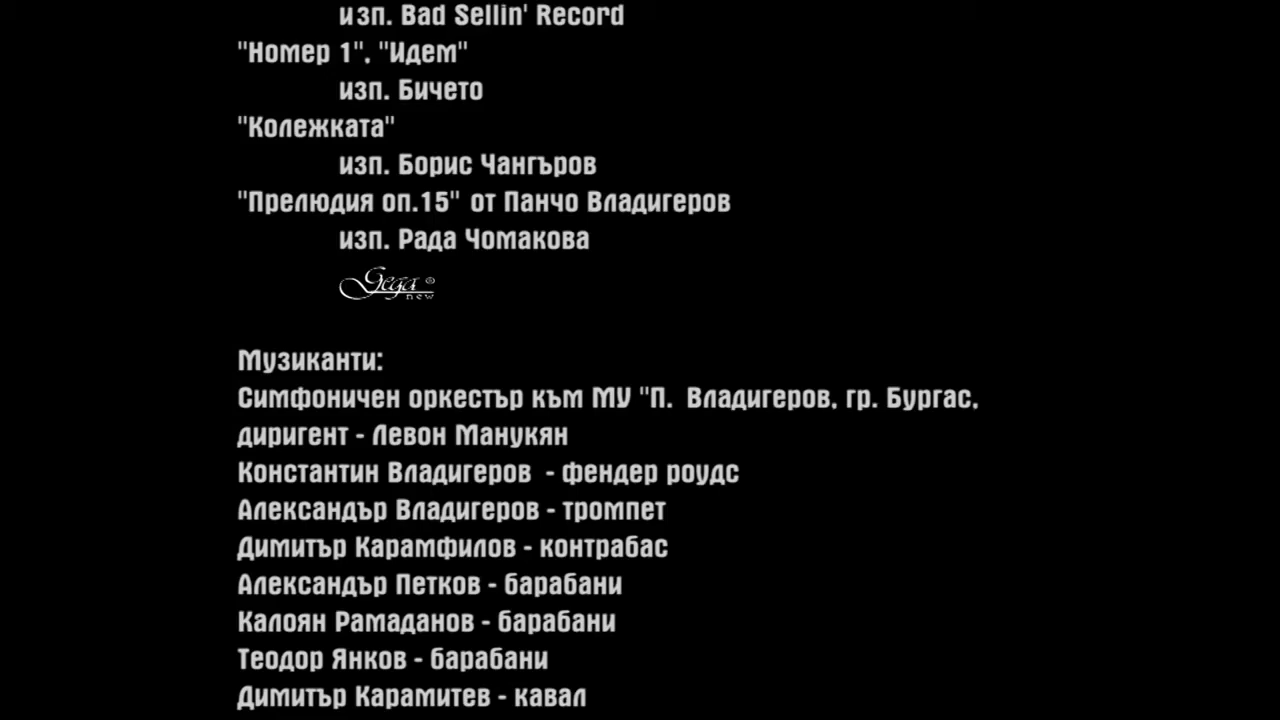 изп. Bad Sellin' Record
"Номер 1", "Идем"
изп. Бичето
"Колежката"
изп. Борис Чангъров
"Прелюдия оп.15" от Панчо Владигеров
изп. Рада Чомакова
Gega ®
new
Музиканти:
Симфоничен оркестър към МУ "П. Владигеров, гр. Бургас,
диригент - Левон Манукян
Константин Владигеров - фендер роудс
Александър Владигеров - тромпет
Димитър Карамфилов - контрабас
Александър Петков - барабани
Калоян Рамаданов - барабани
Теодор Янков - барабани
Димитър Карамитев - кавал